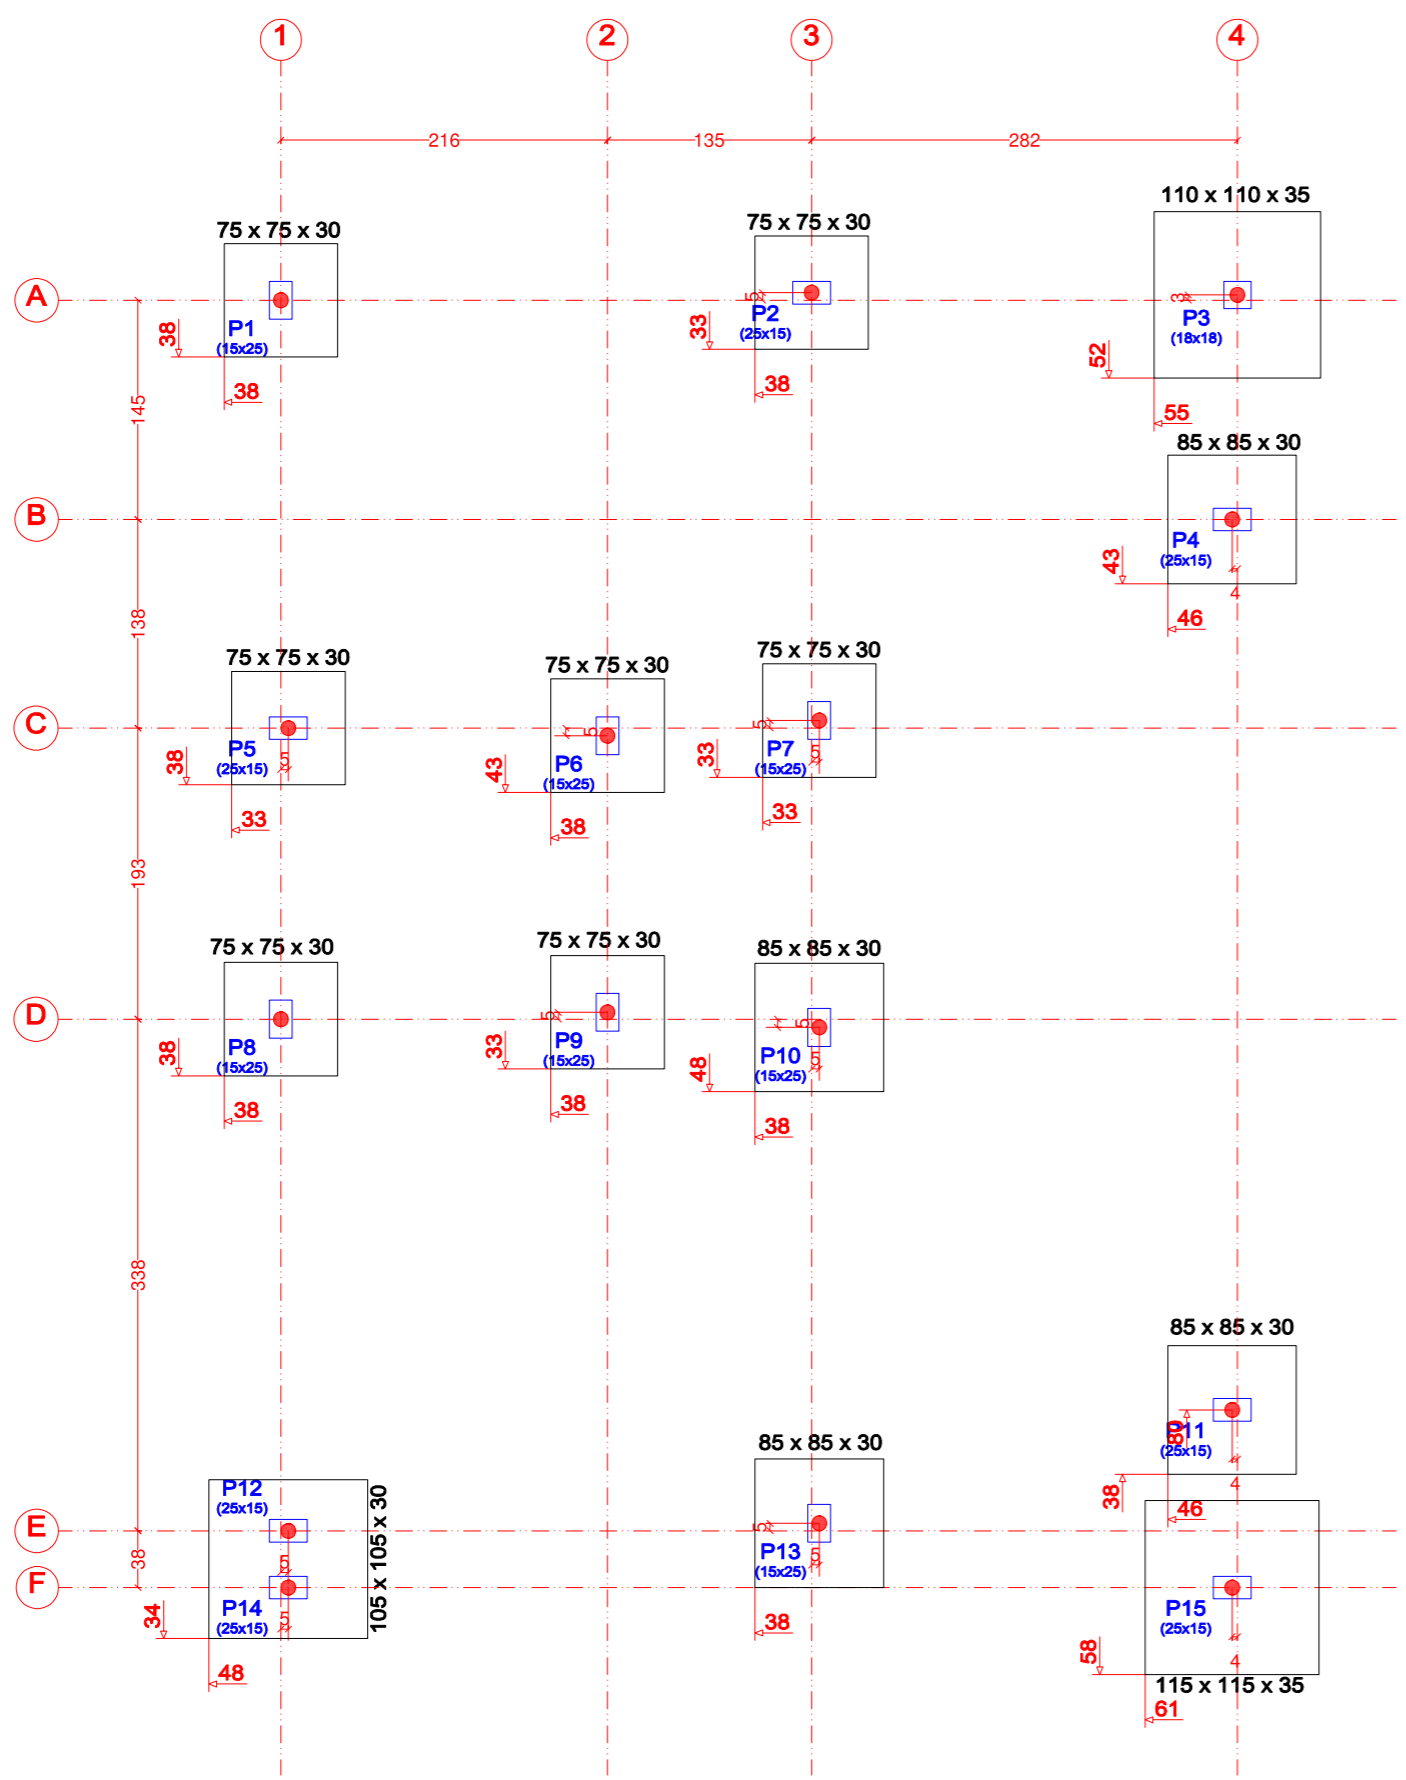 1
2
3
4
216
135
282
110 x 110 x 35
75 x 75 x 30
75 x 75 x 30
A
5
3
P1
(15x25)
P2
(25x15)
P3
(18x18)
38
33
52
38
38
55
145
85 x 85 x 30
B
P4
(25x15)
43
4
46
138
75 x 75 x 30
75 x 75 x 30
75 x 75 x 30
C
5
5
P5
(25x15)
5
P6
(15x25)
P7
(15x25)
5
38
43
33
33
38
33
193
75 x 75 x 30
75 x 75 x 30
85 x 85 x 30
D
5
5
P8
(15x25)
P9
(15x25)
P10
(15x25)
5
38
33
48
38
38
38
338
85 x 85 x 30
P11
(25x15)
80
4
38
46
85 x 85 x 30
P12
(25x15)
105 x 105 x 30
E
5
5
P13
(15x25)
5
38
F
P14
(25x15)
5
34
48
38
P15
(25x15)
4
58
115 x 115 x 35
61